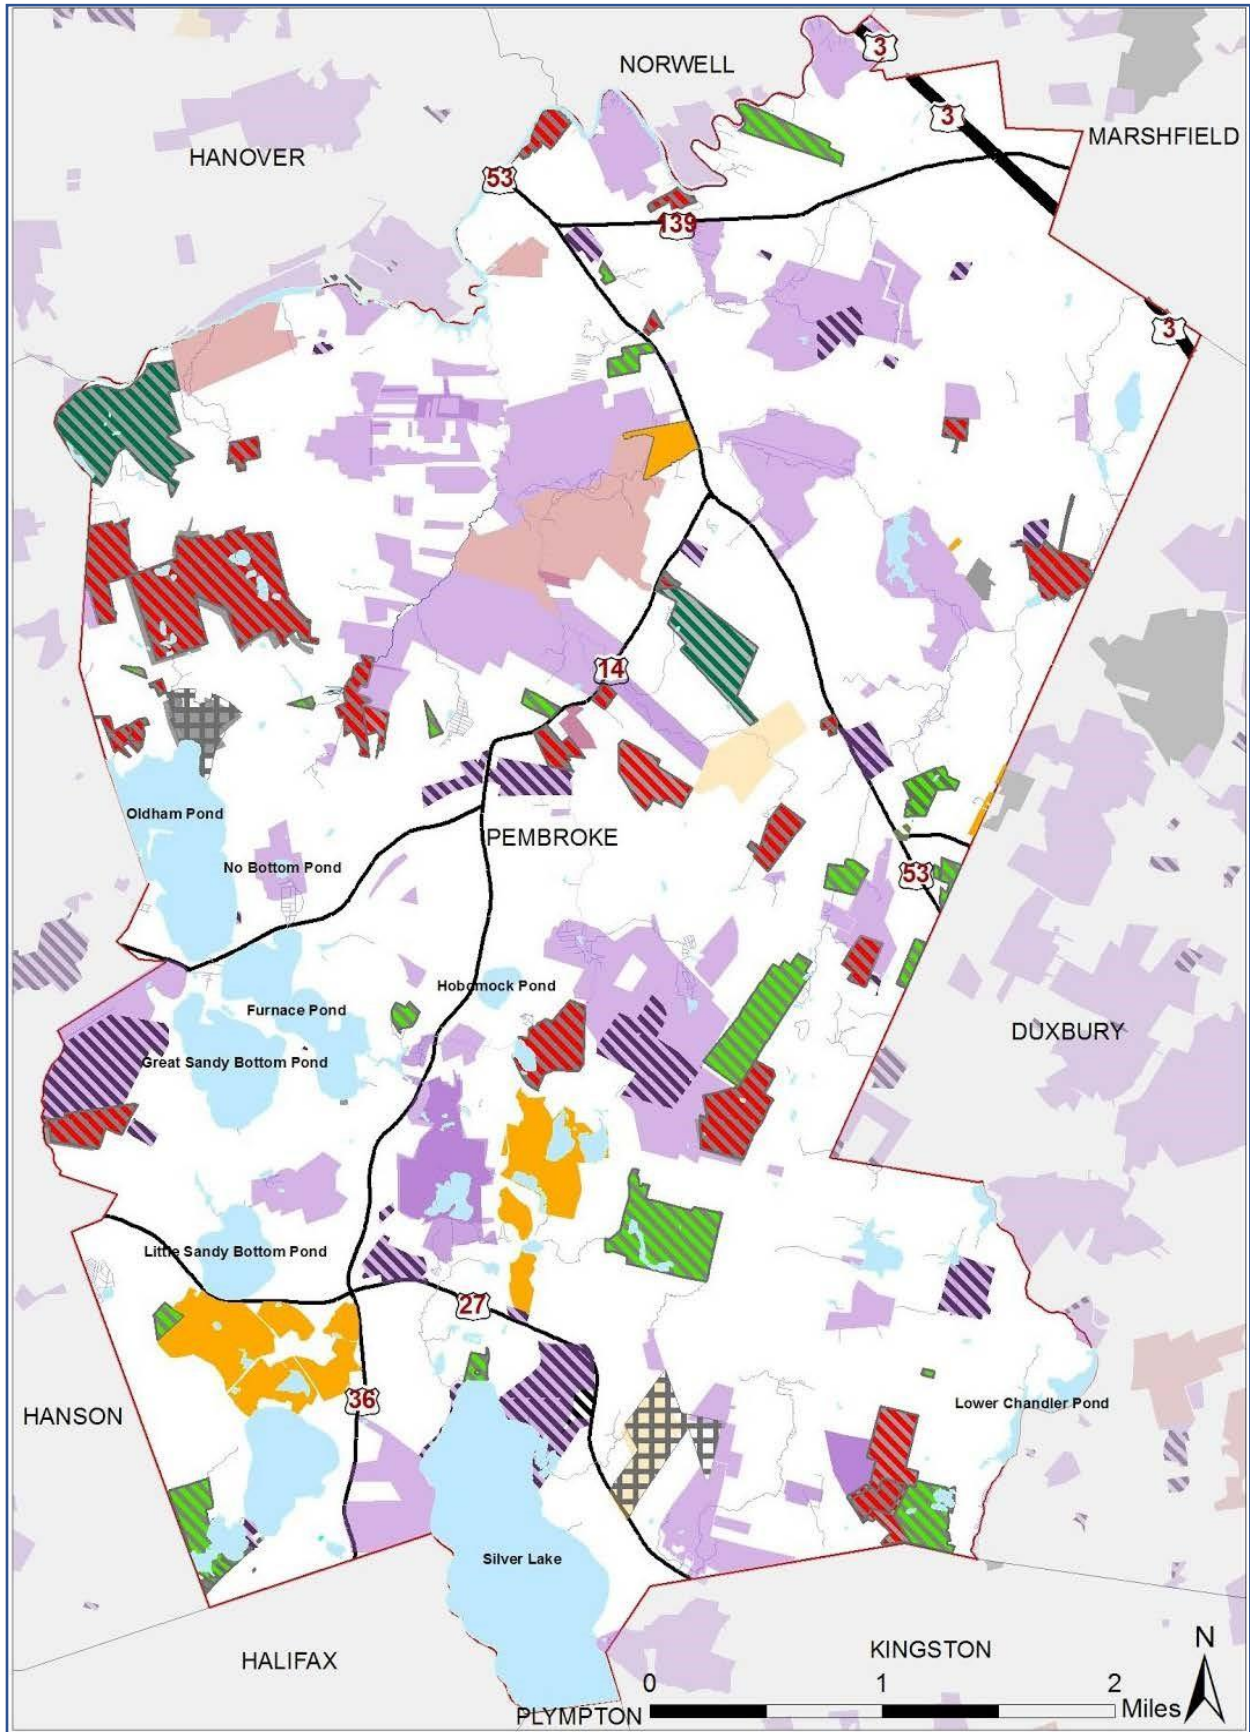 3
NORWELL
3
MARSHFIELD
HANOVER
53
139
3
14
Oldham Pond
PEMBROKE
No Bottom Pond
53
Hobomock Pond
Furnace Pond
DUXBURY
Great Sandy Bottom Pond
Little Sandy Bottom Pond
27
36
Lower Chandler Pond
HANSON
Silver Lake
N
KINGSTON
HALIFAX
0 1 2
Miles
PLYMPTON